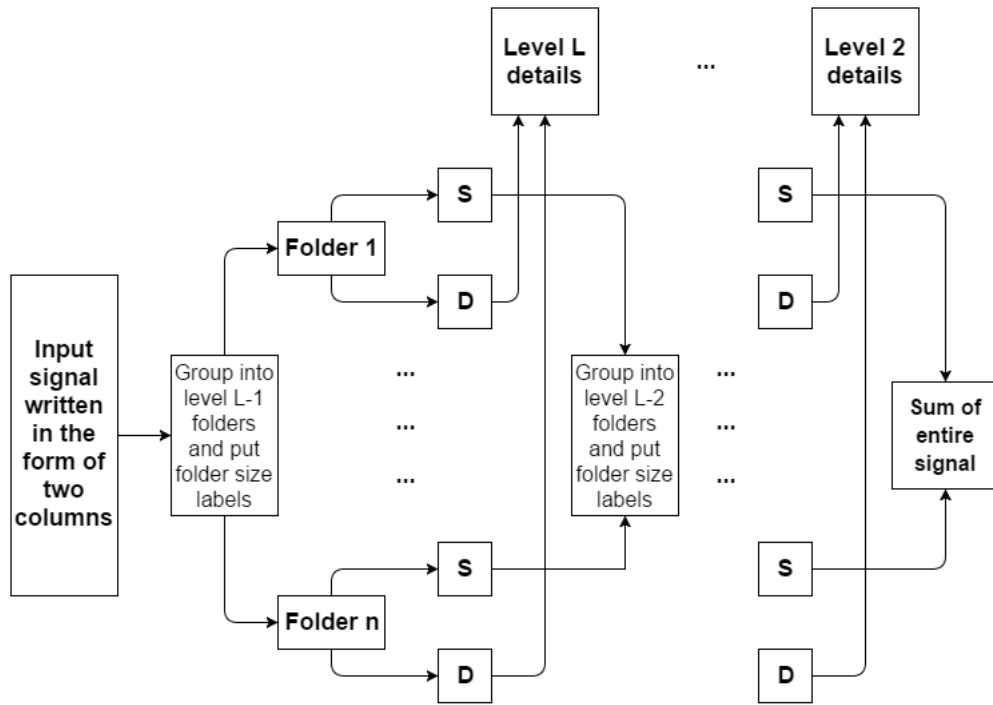 Level L
details
...
Level 2
details
S
S
Folder 1
D
D
Input
signal
written
in the
form of
two
columns
Group into
level L-1
folders
and put
folder size
labels
...
...
...
Group into
level L-2
folders
and put
folder size
labels
...
...
...
Sum of
entire
signal
S
S
Folder n
D
D